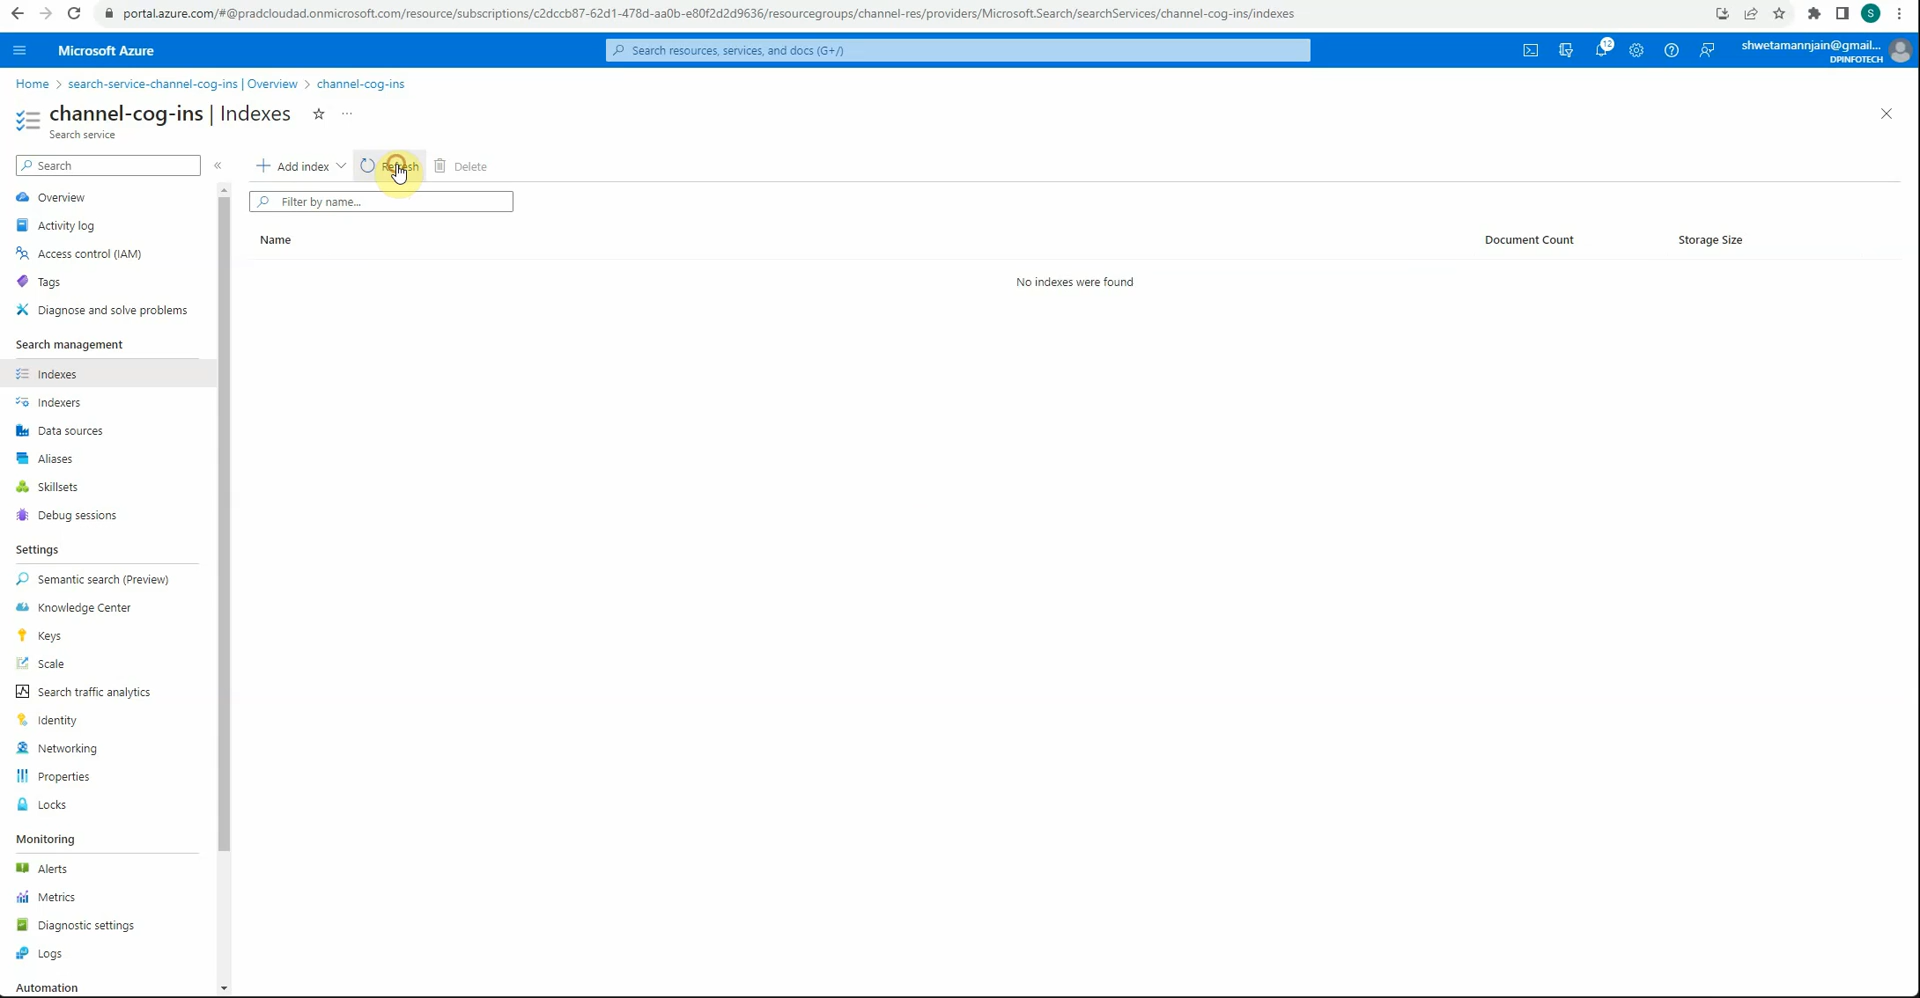 portal.azure.com/#@pradcloudad.onmicrosoft.com/resource/subscriptions/c2dccb87-62d1-478d-aa0b-e80f2d2d9636/resourcegroups/channel-res/providers/Microsoft.Search/searchServices/channel-cog-ins/indexes
S
Microsoft Azure
Search resources, services, and docs (G+/)
12
shwetamannjain@gmail...
DPINFOTECH
Home > search-service-channel-cog-ins | Overview > channel-cog-ins
channel-cog-ins | Indexes
Search service
Search
Add index
Refresh
Delete
Filter by name...
Name
Document Count
Storage Size
No indexes were found
Overview
Activity log
Access control (IAM)
Tags
Diagnose and solve problems
Search management
Indexes
Indexers
Data sources
Aliases
Skillsets
Debug sessions
Settings
Semantic search (Preview)
Knowledge Center
Keys
Scale
Search traffic analytics
Identity
Networking
Properties
Locks
Monitoring
Alerts
Metrics
Diagnostic settings
Logs
Automation